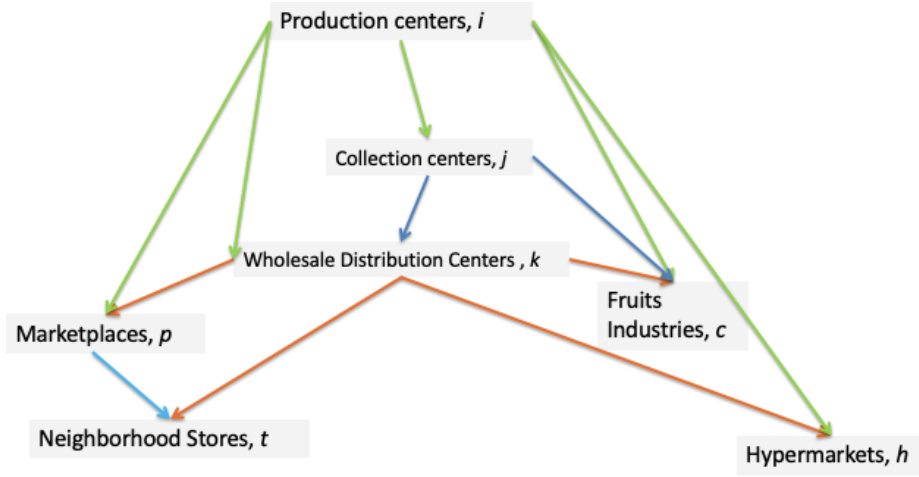 Production centers, i
Collection centers, j
Wholesale Distribution Centers , k
Fruits
Industries, c
Marketplaces, p
Neighborhood Stores, t
Hypermarkets, h